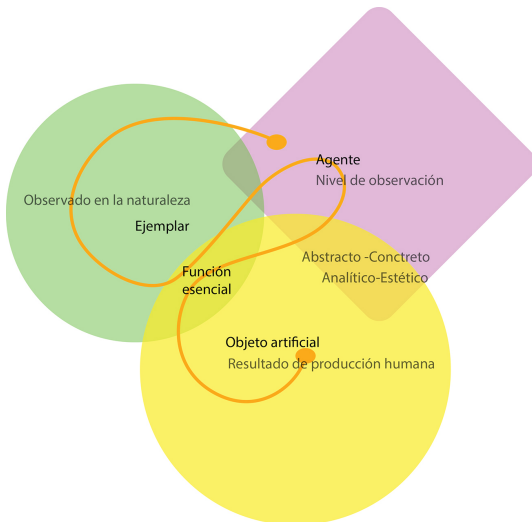 Agente
Nivel de observación
Observado en la naturaleza
Ejemplar
Abstracto -Concreto
Analítico-Estético
Función
esencial
Objeto artificial
Resultado de producción humana